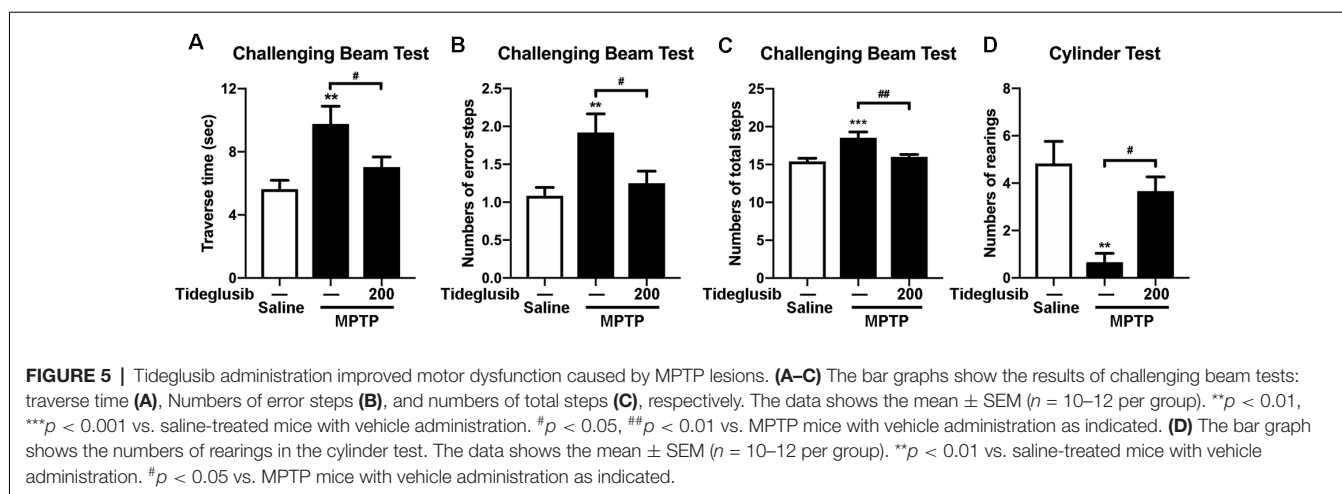 A
Challenging Beam Test
Traverse time (sec)
12
9
6
3
0
**
#
Tideglusib — — 200
Saline
MPTP
B
Challenging Beam Test
Numbers of error steps
2.5
2.0
1.5
1.0
0.5
0.0
**
#
Tideglusib — — 200
Saline
MPTP
C
Challenging Beam Test
Numbers of total steps
25
20
15
10
5
0
***
##
Tideglusib — — 200
Saline
MPTP
D
Cylinder Test
Numbers of rearings
8
6
4
2
0
**
#
Tideglusib — — 200
Saline
MPTP
FIGURE 5 | Tideglusib administration improved motor dysfunction caused by MPTP lesions. (A–C) The bar graphs show the results of challenging beam tests:
traverse time (A), Numbers of error steps (B), and numbers of total steps (C), respectively. The data shows the mean ± SEM (n = 10–12 per group). **p < 0.01,
***p < 0.001 vs. saline-treated mice with vehicle administration. #p < 0.05, ##p < 0.01 vs. MPTP mice with vehicle administration as indicated. (D) The bar graph
shows the numbers of rearings in the cylinder test. The data shows the mean ± SEM (n = 10–12 per group). **p < 0.01 vs. saline-treated mice with vehicle
administration. #p < 0.05 vs. MPTP mice with vehicle administration as indicated.